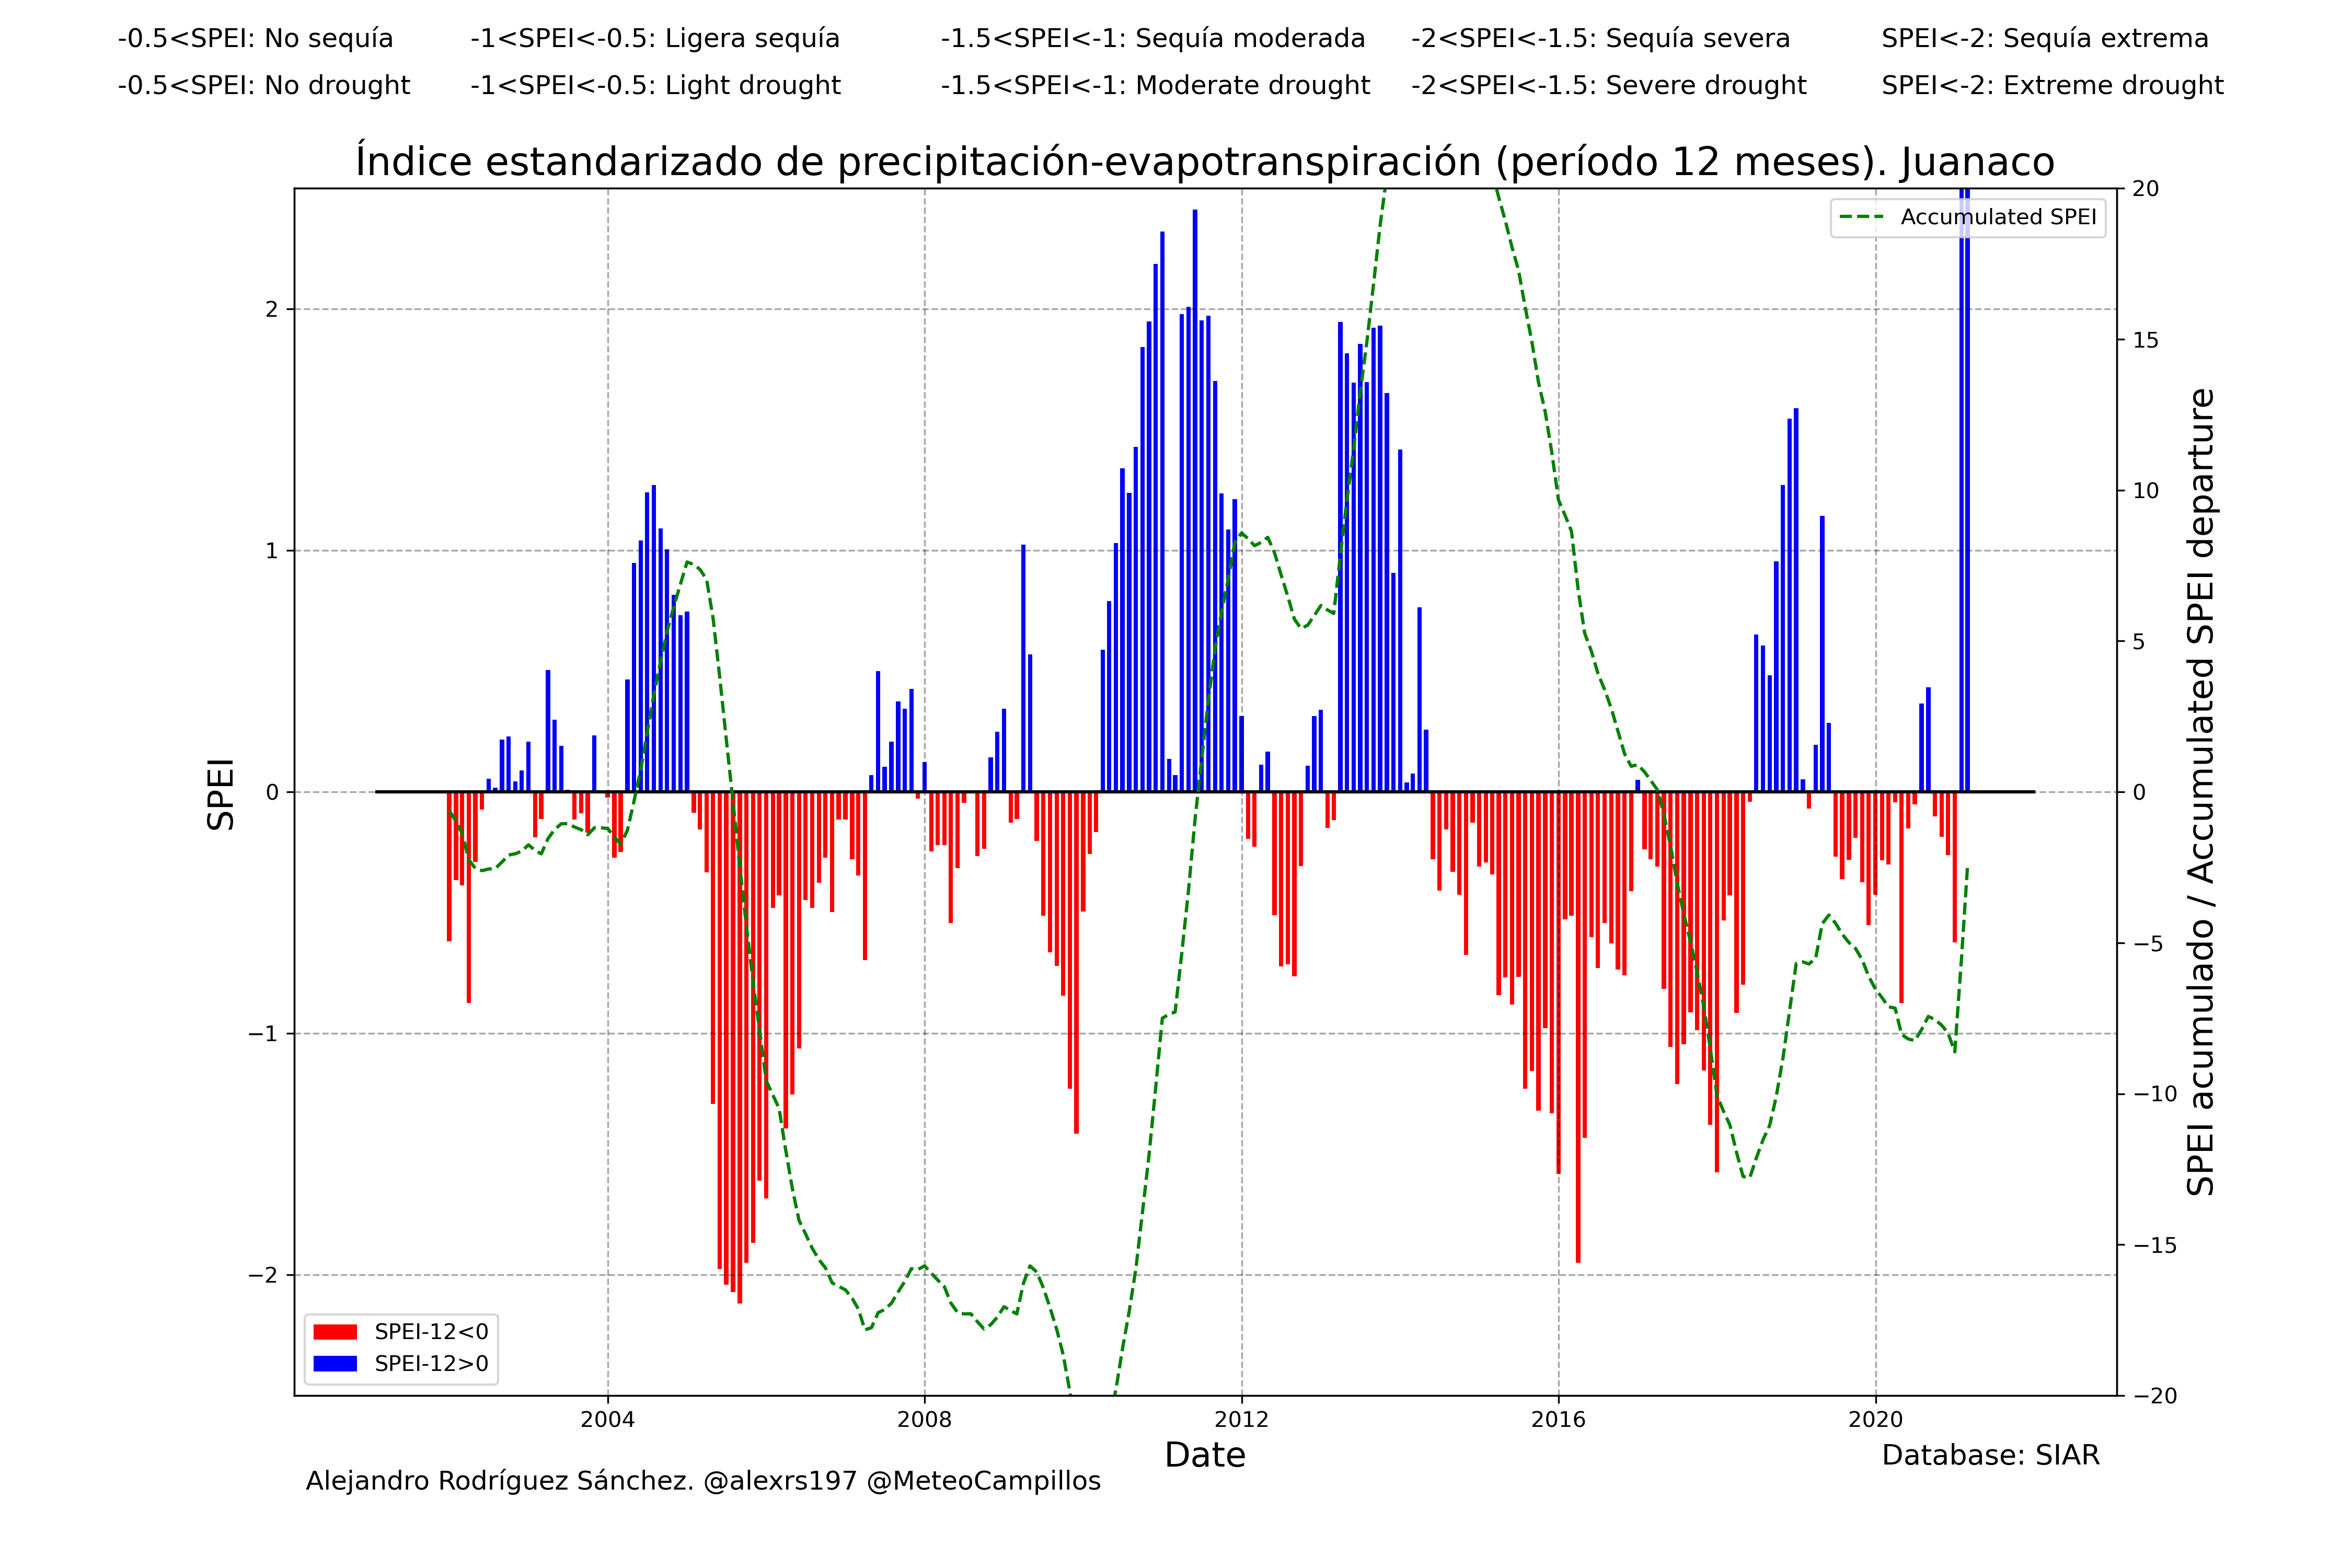 -0.5<SPEI: No sequía -1<SPEI<-0.5: Ligera sequía -1.5<SPEI<-1: Sequía moderada -2<SPEI<-1.5: Sequía severa SPEI<-2: Sequía extrema
-0.5<SPEI: No drought -1<SPEI<-0.5: Light drought -1.5<SPEI<-1: Moderate drought -2<SPEI<-1.5: Severe drought SPEI<-2: Extreme drought
Índice estandarizado de precipitación-evapotranspiración (período 12 meses). Juanaco
Accumulated SPEI
SPEI
2
1
0
−1
−2
20
15
10
5
0
−5
−10
−15
−20
SPEI acumulado / Accumulated SPEI departure
SPEI-12<0
SPEI-12>0
2004 2008 2012 2016 2020
Date
Database: SIAR
Alejandro Rodríguez Sánchez. @alexrs197 @MeteoCampillos